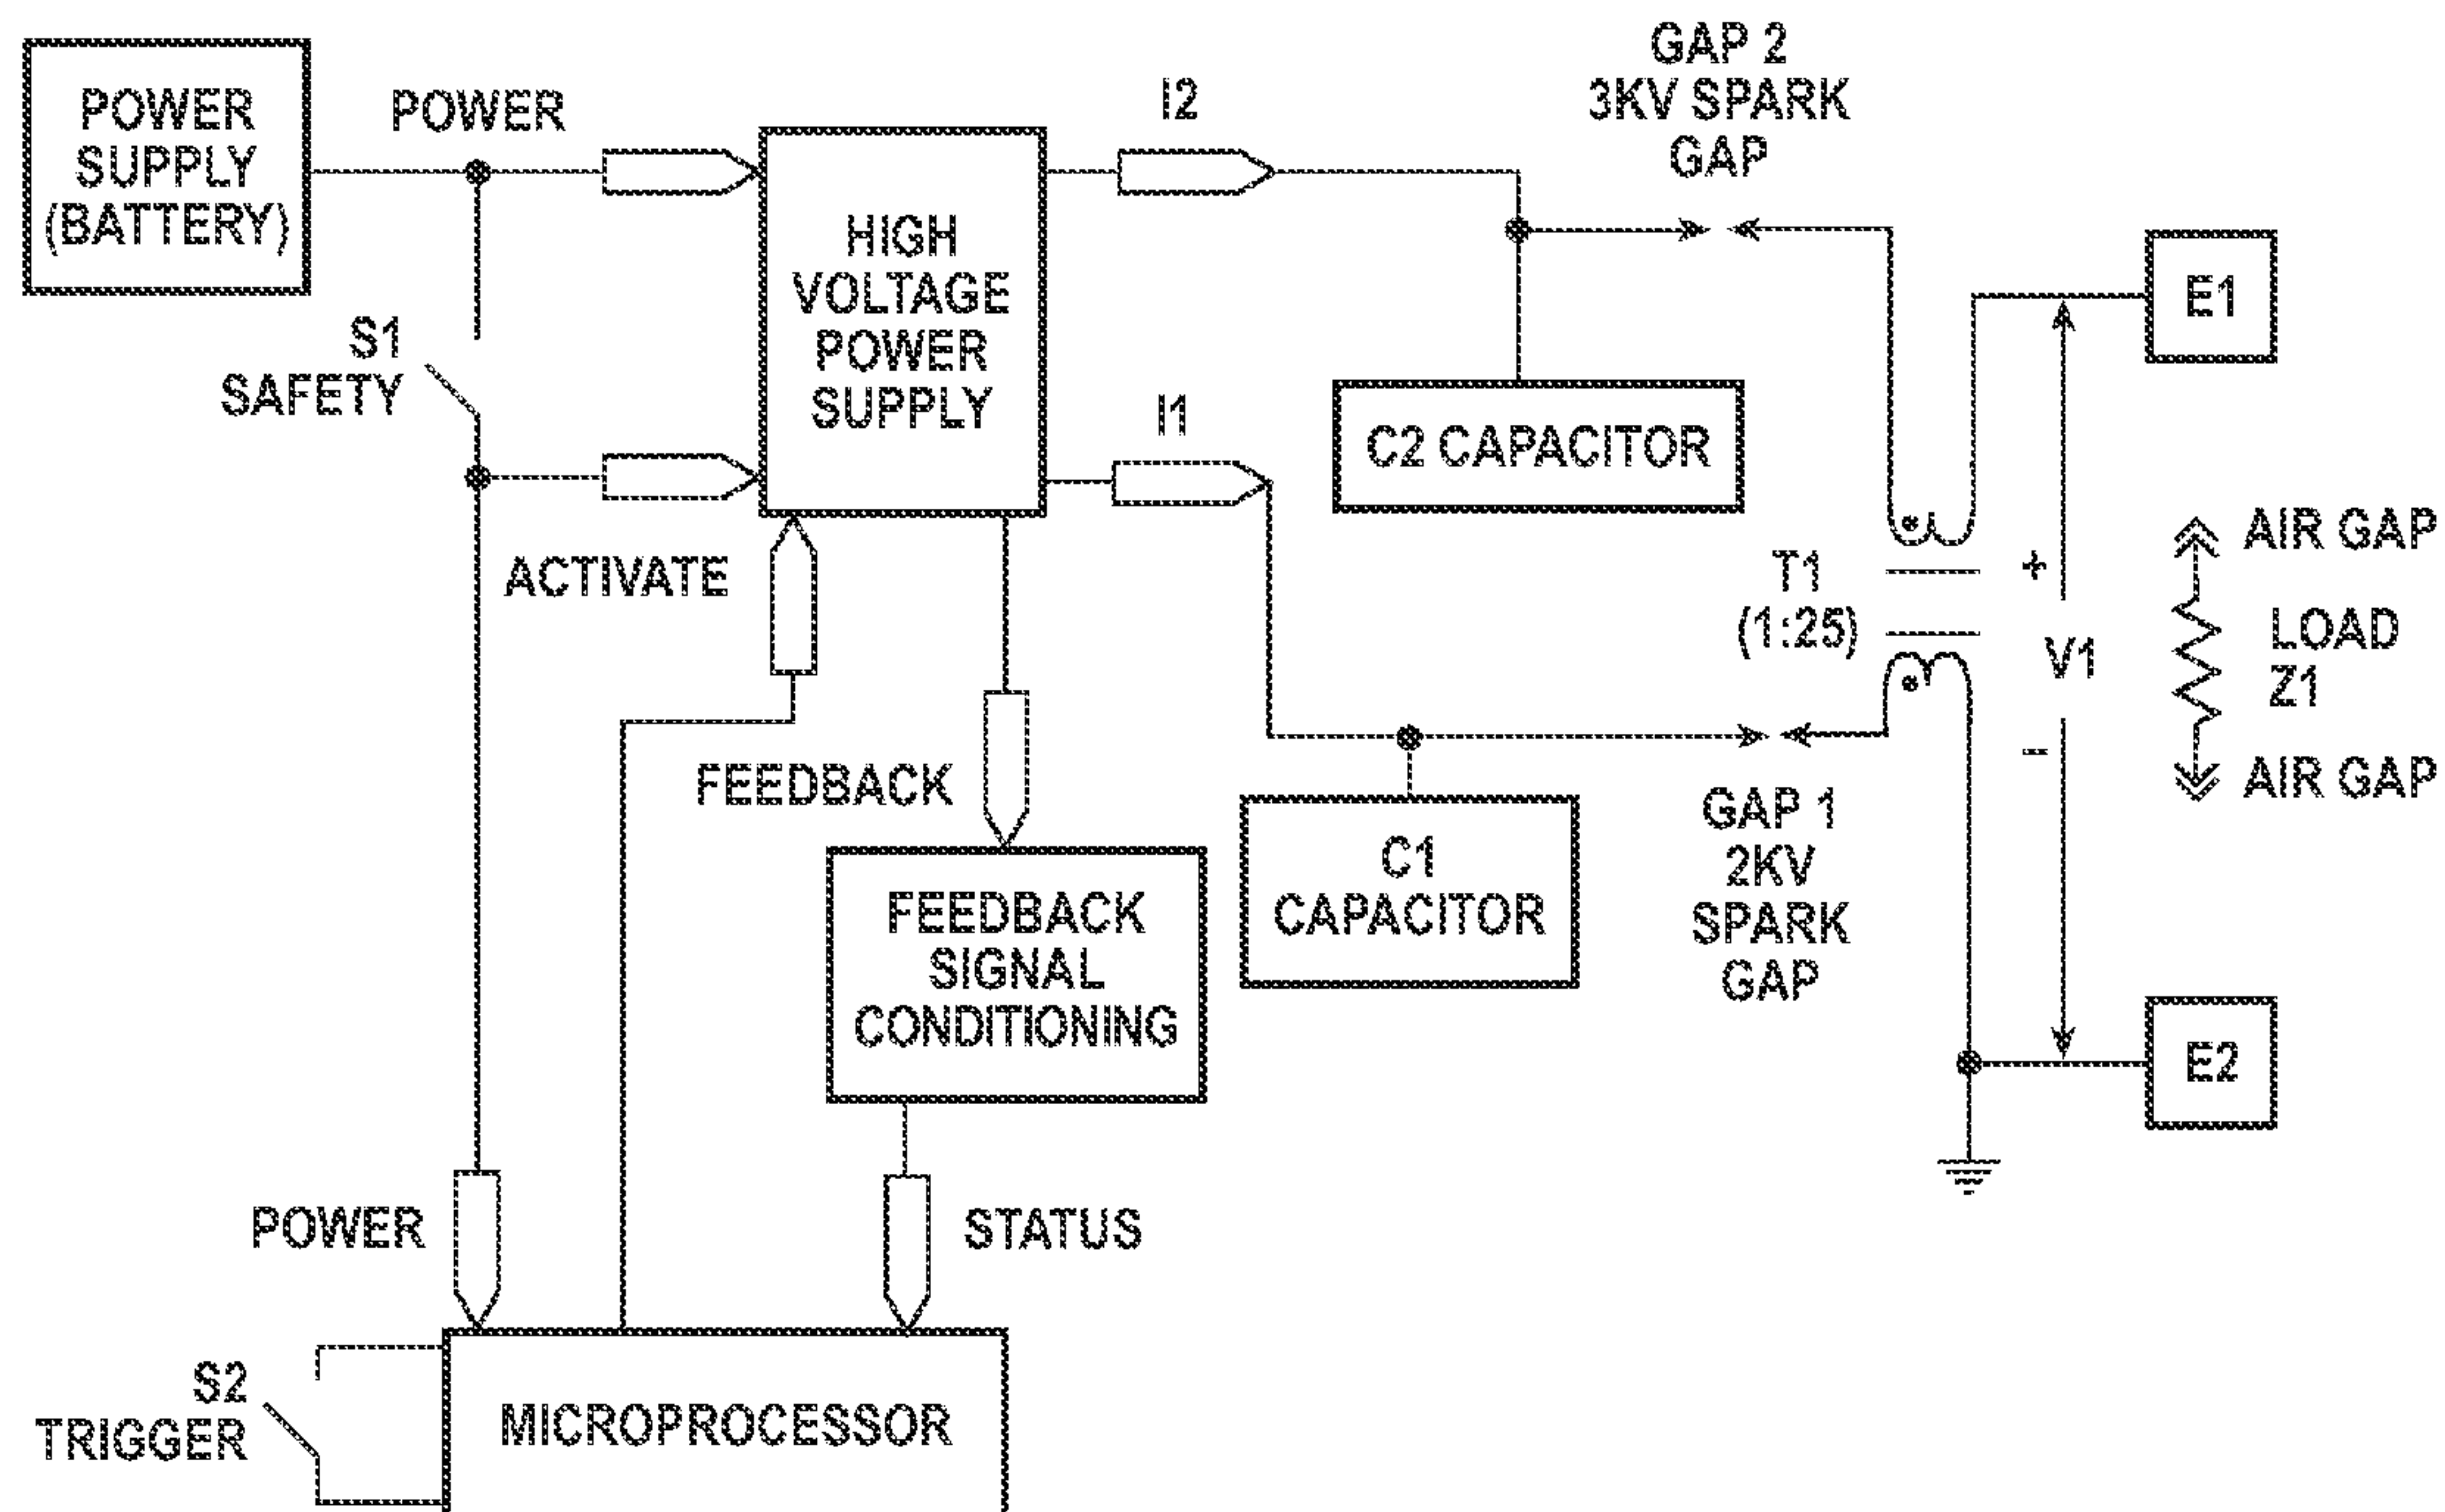 POWER
SUPPLY
(BATTERY)
POWER
I2
GAP 2
3KV SPARK
GAP
HIGH
VOLTAGE
POWER
SUPPLY
E1
S1
SAFETY
I1
C2 CAPACITOR
ACTIVATE
T1
(1:25)
+
V1
-
AIR GAP
LOAD
Z1
AIR GAP
FEEDBACK
C1
CAPACITOR
GAP 1
2KV
SPARK
GAP
FEEDBACK
SIGNAL
CONDITIONING
E2
POWER
STATUS
S2
TRIGGER
MICROPROCESSOR